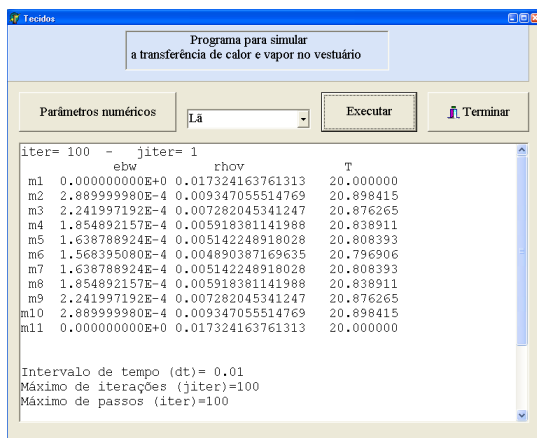 Tecidos
Programa para simular
a transferência de calor e vapor no vestuário
Parâmetros numéricos
Lã
Executar
Terminar
iter= 100 - jiter= 1
ebw rhov T
m1 0.000000000E+0 0.017324163761313 20.000000
m2 2.889999980E-4 0.009347055514769 20.898415
m3 2.241997192E-4 0.007282045341247 20.876265
m4 1.854892157E-4 0.005918381141988 20.838911
m5 1.638788924E-4 0.005142248918028 20.808393
m6 1.568395080E-4 0.004890387169635 20.796906
m7 1.638788924E-4 0.005142248918028 20.808393
m8 1.854892157E-4 0.005918381141988 20.838911
m9 2.241997192E-4 0.007282045341247 20.876265
m10 2.889999980E-4 0.009347055514769 20.898415
m11 0.000000000E+0 0.017324163761313 20.000000
Intervalo de tempo (dt)= 0.01
Máximo de iterações (jiter)=100
Máximo de passos (iter)=100